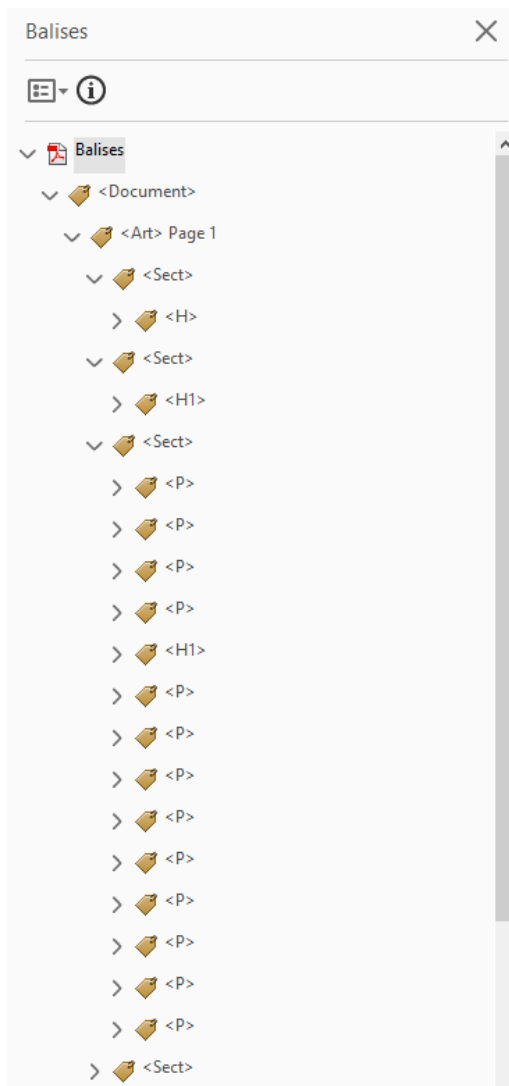 Balises
Balises
<Document>
<Art> Page 1
<Sect>
<H>
<Sect>
<H1>
<Sect>
<P>
<P>
<P>
<P>
<H1>
<P>
<P>
<P>
<P>
<P>
<P>
<P>
<P>
<P>
<Sect>